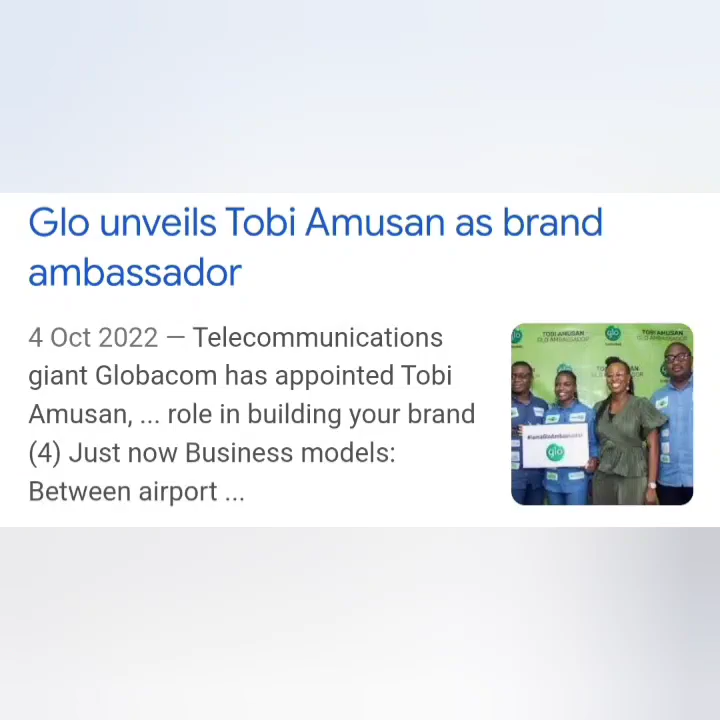 Glo unveils Tobi Amusan as brand
ambassador
4 Oct 2022 — Telecommunications
giant Globacom has appointed Tobi
Amusan, ... role in building your brand
(4) Just now Business models:
Between airport ...
TOBI AMUSAN
GLO AMBASSADOR
glo
TOBI AMUSAN
GLO AMBASSADOR
glo